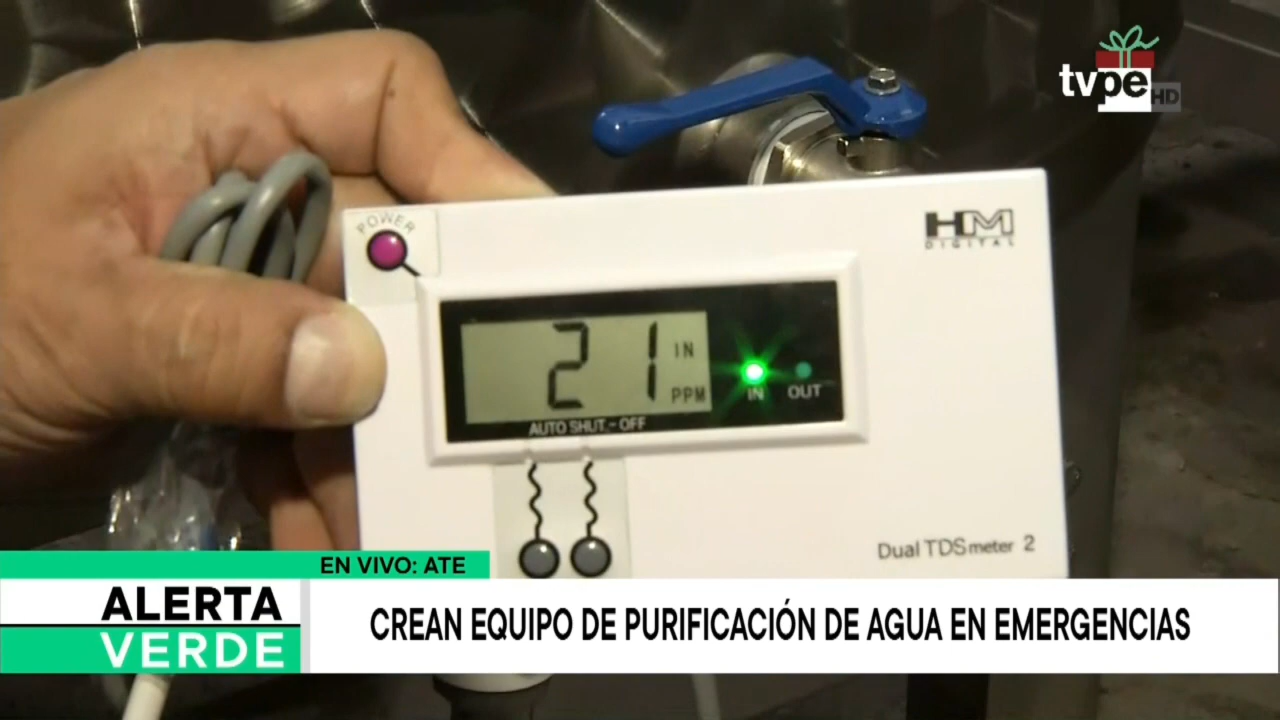 tvpe HD
POWER
HM
DIGITAL
21 IN
PPM
IN OUT
AUTO SHUT-OFF
Dual TDS meter 2
EN VIVO: ATE
ALERTA
VERDE
CREAN EQUIPO DE PURIFICACIÓN DE AGUA EN EMERGENCIAS